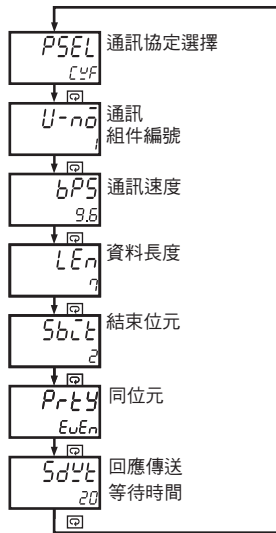 PSEL 通訊協定選擇
CYF
U-no 通訊
1 組件編號
bPS 通訊速度
9.6
LEn 資料長度
7
Sbit 結束位元
2
PrtY 同位元
EvEn
SdYt 回應傳送
20 等待時間